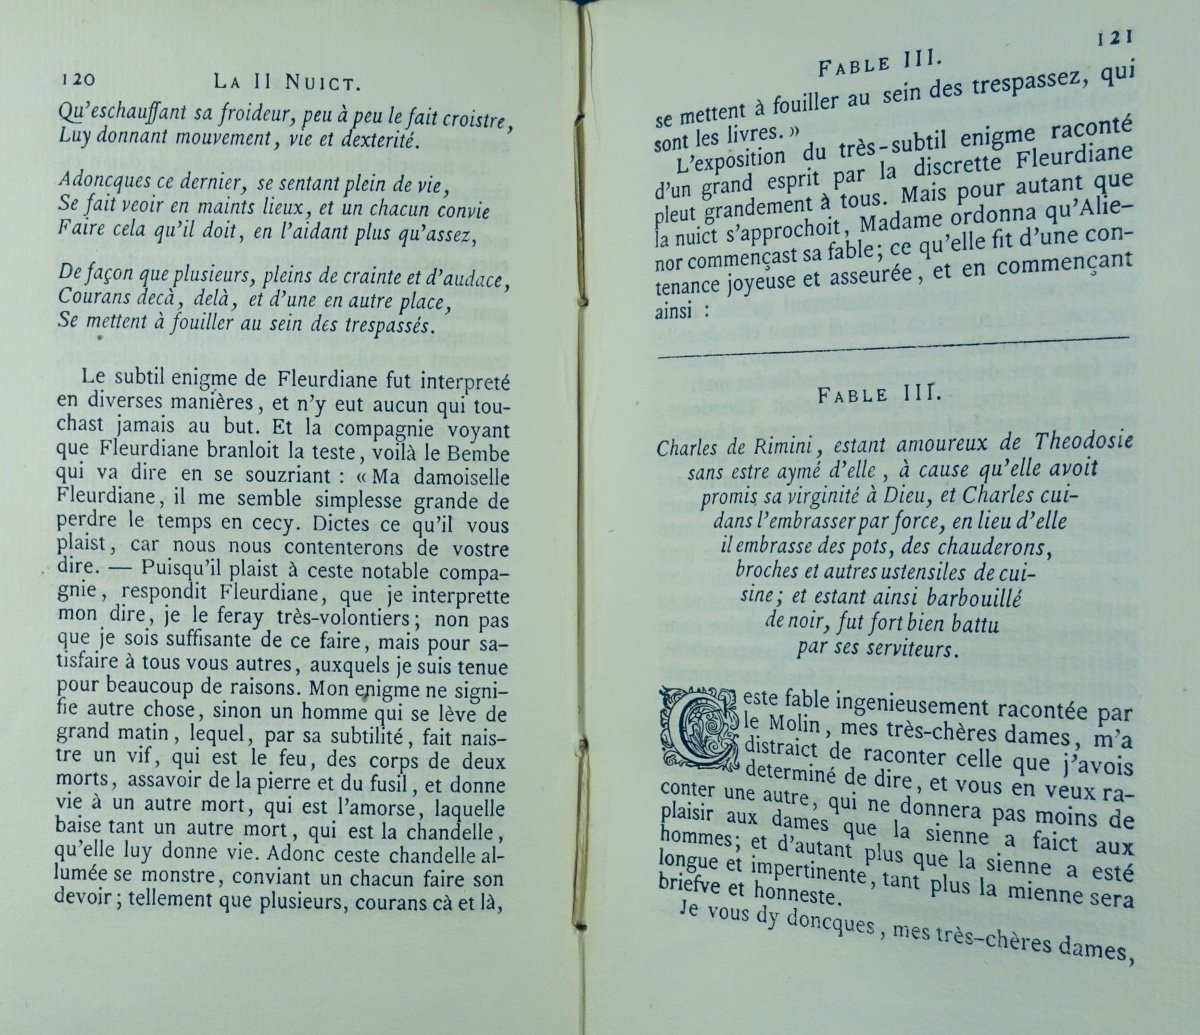 120 LA II NUICT.
Qu'eschauffant sa froideur, peu à peu le fait croistre,
Luy donnant mouvement, vie et dexterité.
Adoncques ce dernier, se sentant plein de vie,
Se fait veoir en maints lieux, et un chacun convie
Faire cela qu'il doit, en l'aidant plus qu'assez,
De façon que plusieurs, pleins de crainte et d'audace,
Courans decà, delà, et d'une en autre place,
Se mettent à fouiller au sein des trespassés.
Le subtil enigme de Fleurdiane fut interpreté
en diverses manières, et n'y eut aucun qui tou-
chast jamais au but. Et la compagnie voyant
que Fleurdiane branloit la teste, voilà le Bembe
qui va dire en se souzriant : « Ma damoiselle
Fleurdiane, il me semble simplesse grande de
perdre le temps en cecy. Dictes ce qu'il vous
plaist, car nous nous contenterons de vostre
dire. — Puisqu'il plaist à ceste notable compa-
gnie, respondit Fleurdiane, que je interprette
mon dire, je le feray très-volontiers; non pas
que je sois suffisante de ce faire, mais pour sa-
tisfaire à tous vous autres, auxquels je suis tenue
pour beaucoup de raisons. Mon enigme ne signi-
fie autre chose, sinon un homme qui se lève de
grand matin, lequel, par sa subtilité, fait nais-
tre un vif, qui est le feu, des corps de deux
morts, assavoir de la pierre et du fusil, et donne
vie à un autre mort, qui est l'amorse, laquelle
baise tant un autre mort, qui est la chandelle,
qu'elle luy donne vie. Adonc ceste chandelle al-
lumée se monstre, conviant un chacun faire son
devoir; tellement que plusieurs, courans cà et là,
FABLE III. 121
se mettent à fouiller au sein des trespassez, qui
sont les livres. »
L'exposition du très-subtil enigme raconté
d'un grand esprit par la discrette Fleurdiane
pleut grandement à tous. Mais pour autant que
la nuict s'approchoit, Madame ordonna qu'Alie-
nor commençast sa fable; ce qu'elle fit d'une con-
tenance joyeuse et asseurée, et en commençant
ainsi :
FABLE III.
Charles de Rimini, estant amoureux de Theodosie
sans estre aymé d'elle, à cause qu'elle avoit
promis sa virginité à Dieu, et Charles cui-
dans l'embrasser par force, en lieu d'elle
il embrasse des pots, des chauderons,
broches et autres ustensiles de cui-
sine; et estant ainsi barbouillé
de noir, fut fort bien battu
par ses serviteurs.
Ceste fable ingenieusement racontée par
le Molin, mes très-chères dames, m'a
distraict de raconter celle que j'avois
determiné de dire, et vous en veux ra-
conter une autre, qui ne donnera pas moins de
plaisir aux dames que la sienne a faict aux
hommes; et d'autant plus que la sienne a esté
longue et impertinente, tant plus la mienne sera
briefve et honneste.
Je vous dy doncques, mes très-chères dames,